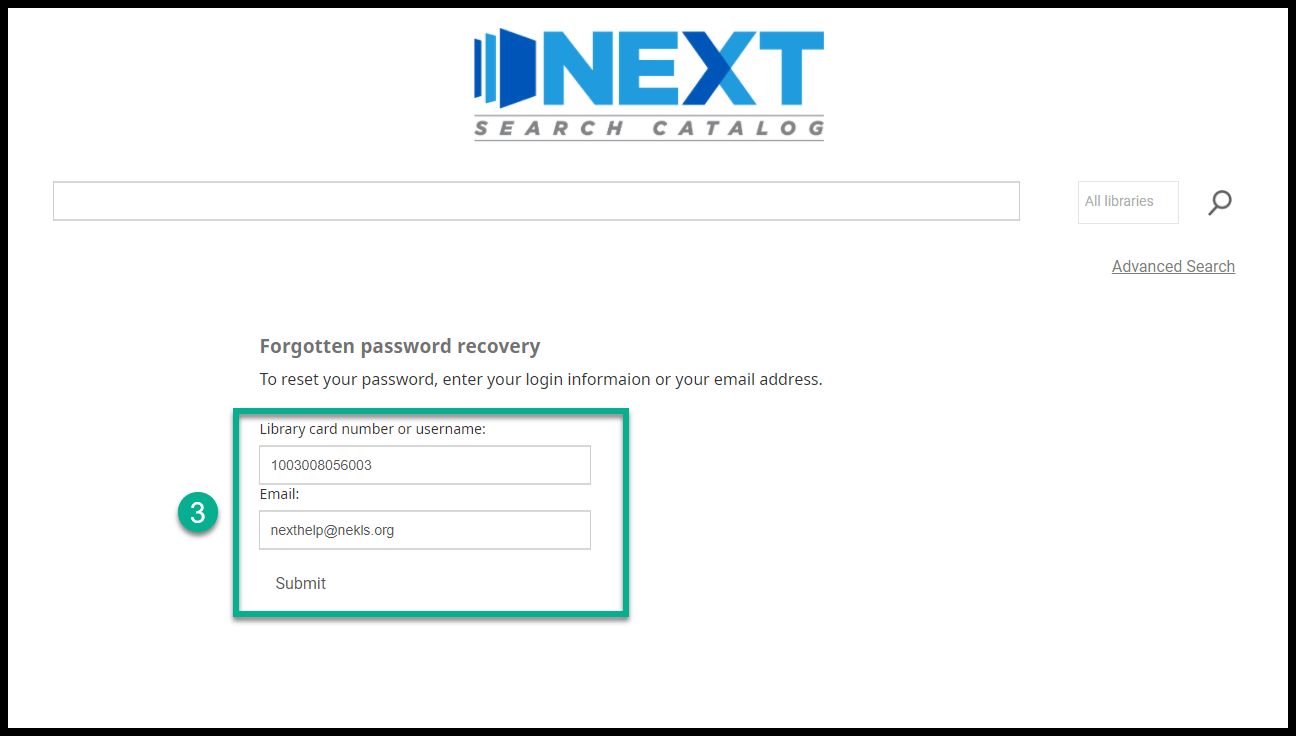 NEXT
SEARCH CATALOG
All libraries
Advanced Search
Forgotten password recovery
To reset your password, enter your login informaion or your email address.
Library card number or username:
1003008056003
Email:
3
nexthelp@nekls.org
Submit